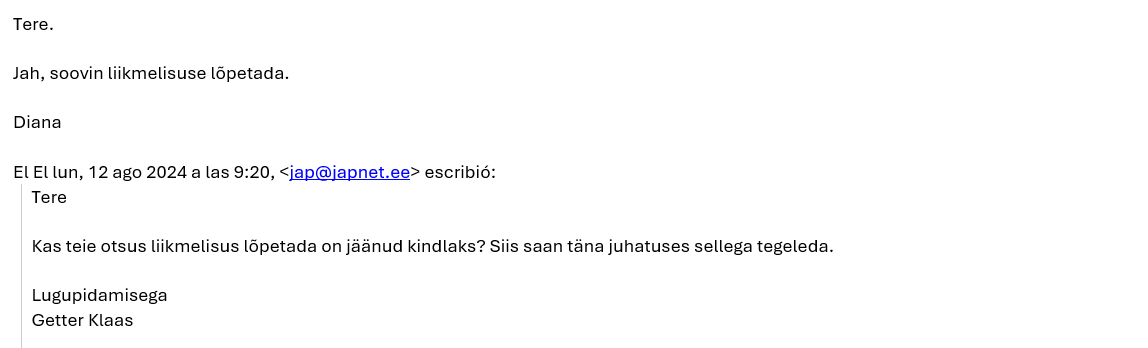 Tere.
Jah, soovin liikmelisuse lõpetada.
Diana
El El lun, 12 ago 2024 a las 9:20, <jap@japnet.ee> escribió:
Tere
Kas teie otsus liikmelisus lõpetada on jäänud kindlaks? Siis saan täna juhatuses sellega tegeleda.
Lugupidamisega
Getter Klaas